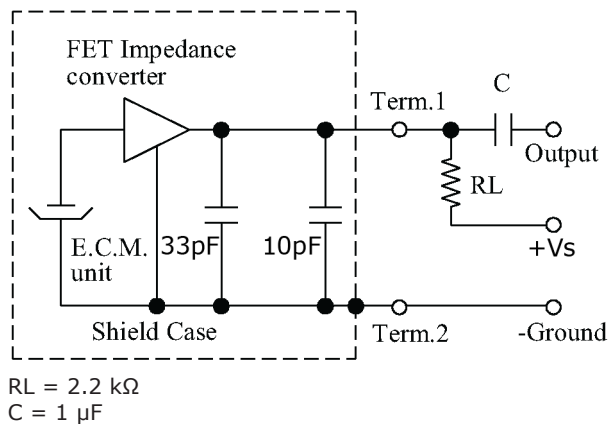 FET Impedance
converter
Term.1
C
Output
RL
+Vs
E.C.M.
unit
33pF
10pF
Shield Case
Term.2
-Ground
RL = 2.2 kΩ
C = 1 µF